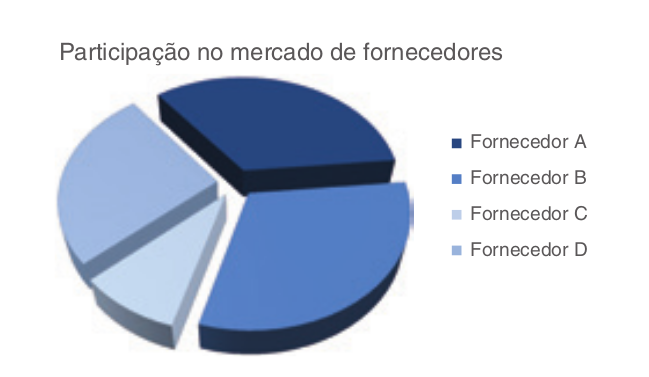 Participação no mercado de fornecedores
Fornecedor A
Fornecedor B
Fornecedor C
Fornecedor D